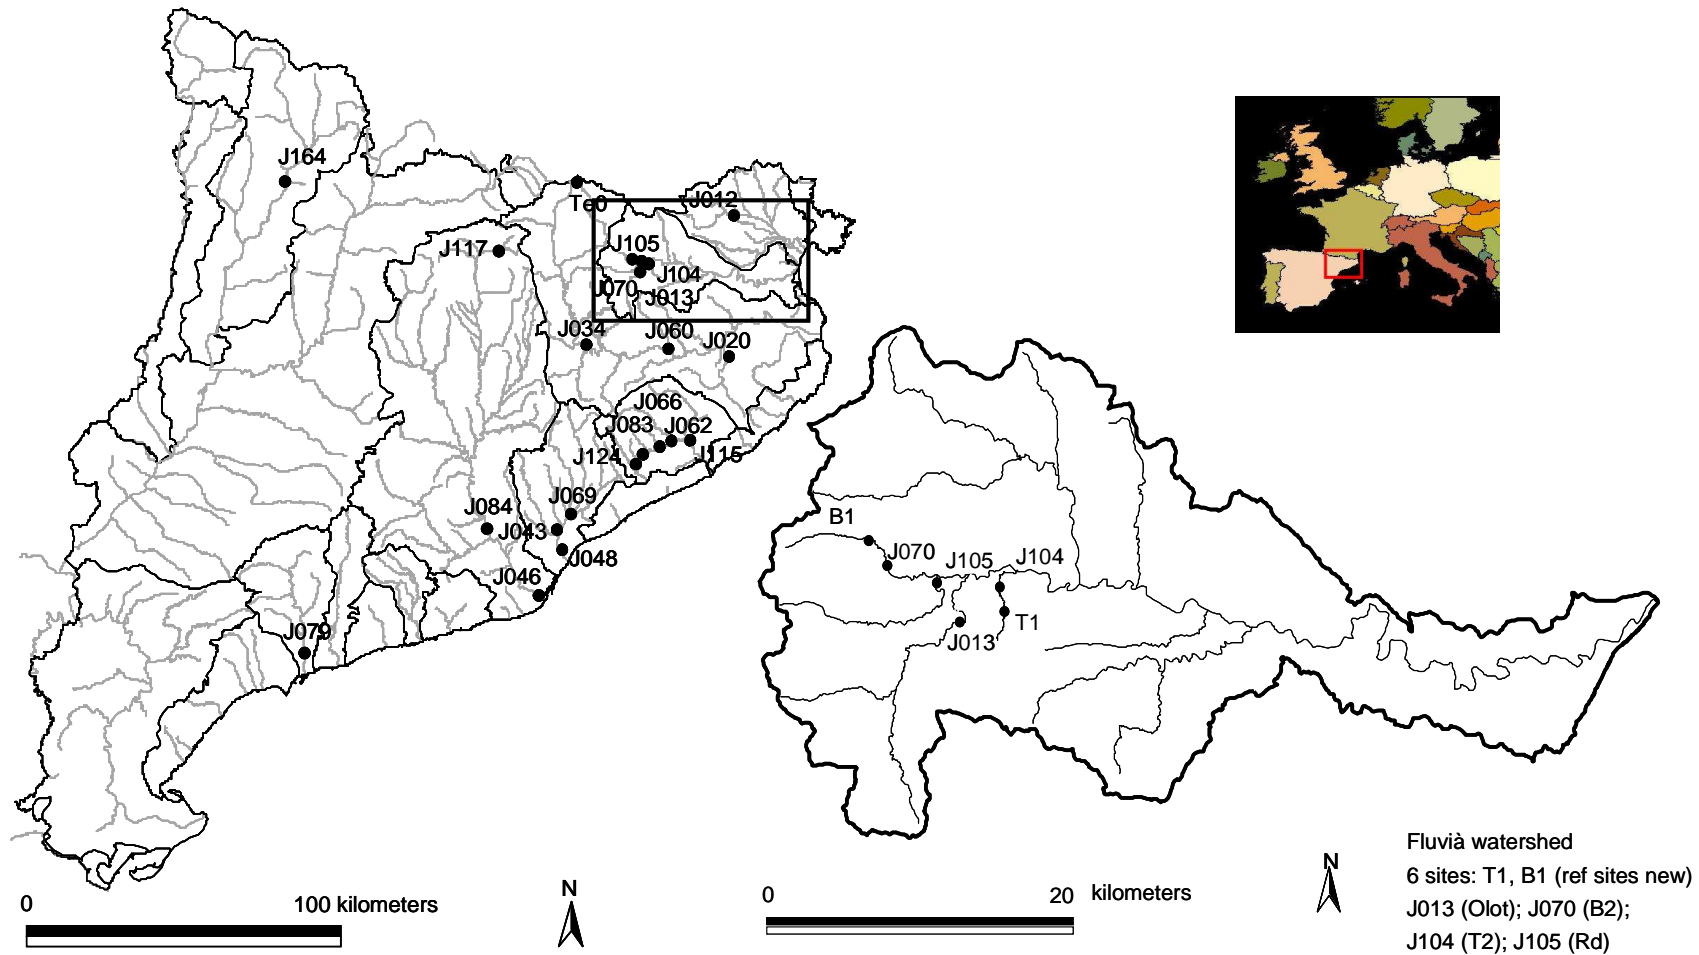 J164
Te0
J012
J117
J105
J104
J070
J013
J034
J060
J020
J066
J083
J062
J124
J115
J069
J084
J043
J048
J046
J079
B1
J070
J105
J104
T1
J013
0
100 kilometers
N
0
20
kilometers
N
Fluvià watershed
6 sites: T1, B1 (ref sites new)
J013 (Olot); J070 (B2);
J104 (T2); J105 (Rd)